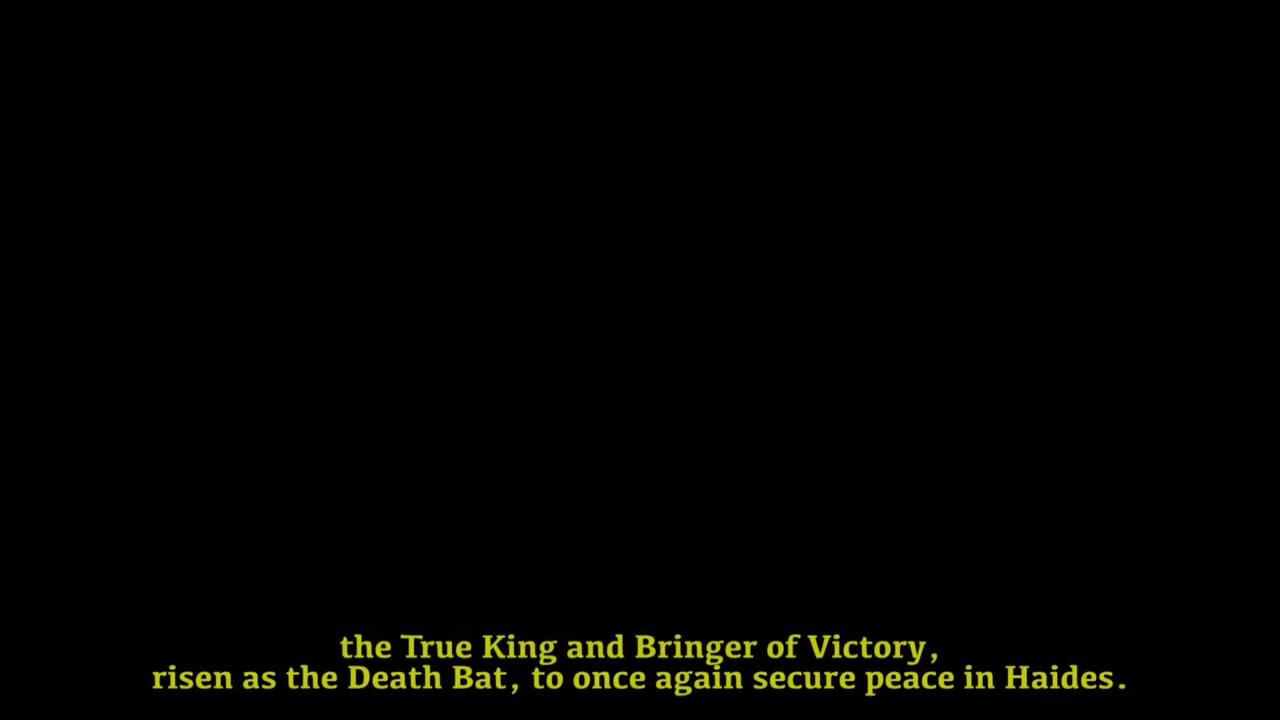 the True King and Bringer of Victory,
risen as the Death Bat, to once again secure peace in Haides.